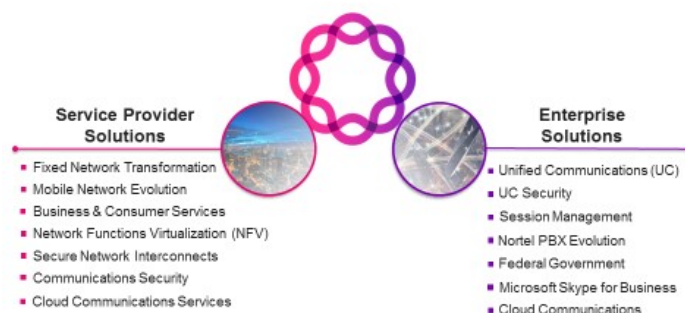 Service Provider
Solutions
Fixed Network Transformation
Mobile Network Evolution
Business & Consumer Services
Network Functions Virtualization (NFV)
Secure Network Interconnects
Communications Security
Cloud Communications Services
Enterprise
Solutions
Unified Communications (UC)
UC Security
Session Management
Nortel PBX Evolution
Federal Government
Microsoft Skype for Business
Cloud Communications